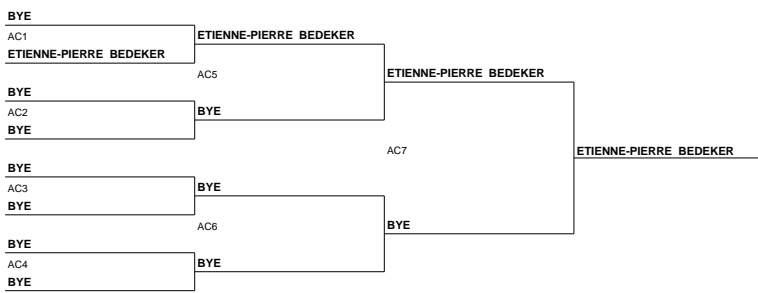 BYE
AC1
ETIENNE-PIERRE BEDEKER
BYE
AC2
BYE
BYE
AC3
BYE
BYE
AC4
BYE
ETIENNE-PIERRE BEDEKER
AC5
BYE
BYE
AC6
BYE
ETIENNE-PIERRE BEDEKER
AC7
BYE
ETIENNE-PIERRE BEDEKER